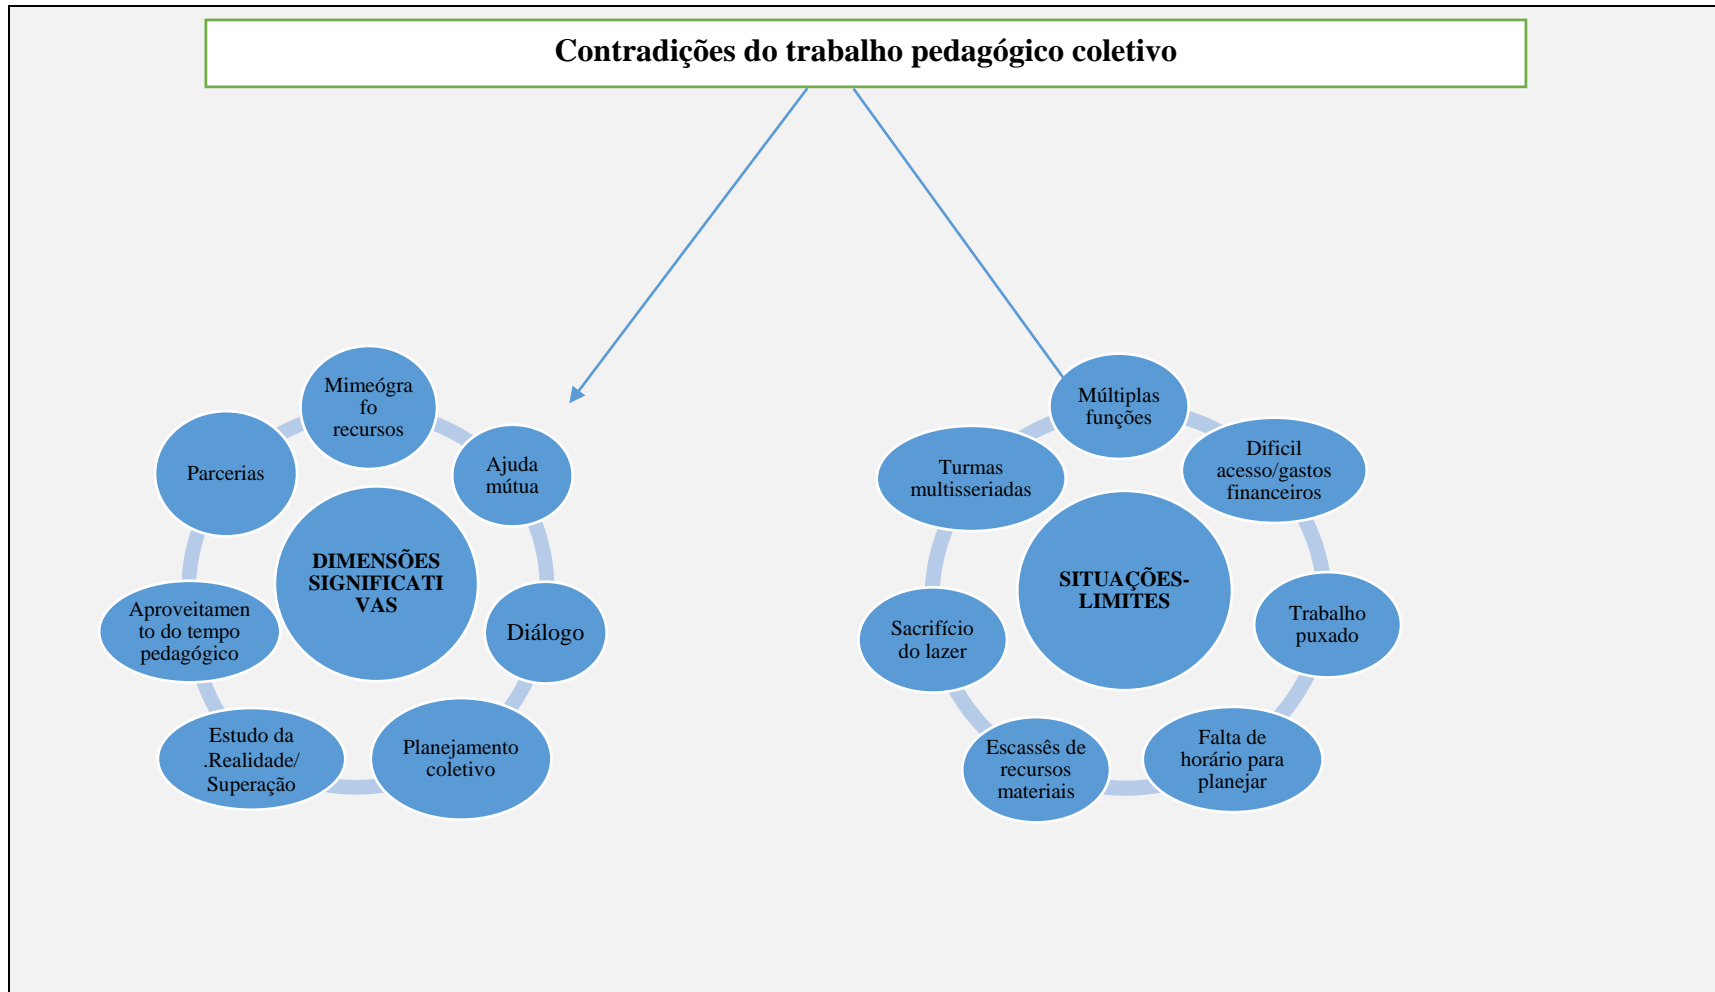 Contradições do trabalho pedagógico coletivo
Mimeógra
fo
recursos
Ajuda
mútua
Diálogo
Planejamento
coletivo
Estudo da
.Realidade/
Superação
Aproveitamen
to do tempo
pedagógico
Parcerias
DIMENSÕES
SIGNIFICATI
VAS
Múltiplas
funções
Dificil
acesso/gastos
financeiros
Trabalho
puxado
Falta de
horário para
planejar
Escassês de
recursos
materiais
Sacrifício
do lazer
Turmas
multisseriadas
SITUAÇÕES-
LIMITES